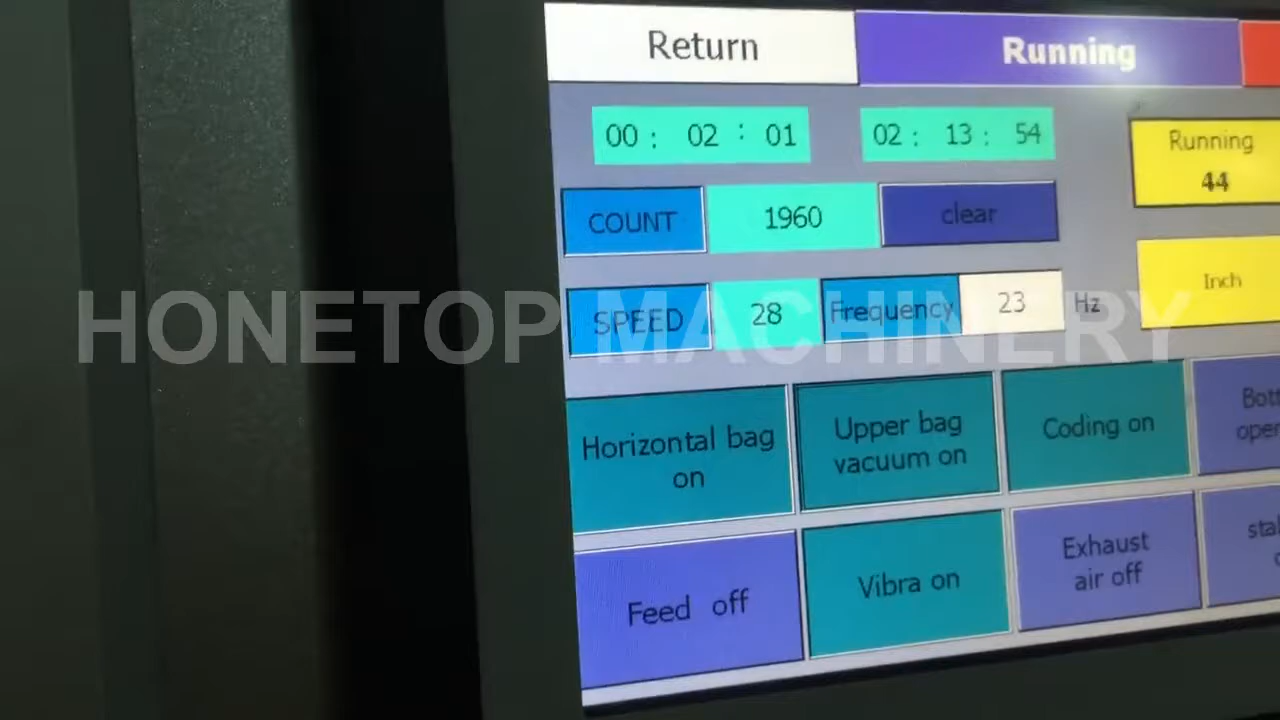 Return
Running
00 : 02 : 01
02 : 13 : 54
Running
44
COUNT
1960
clear
Inch
SPEED
28
Frequency
23
Hz
HONETOP MACHINERY
Horizontal bag
on
Upper bag
vacuum on
Coding on
Feed off
Vibra on
Exhaust
air off